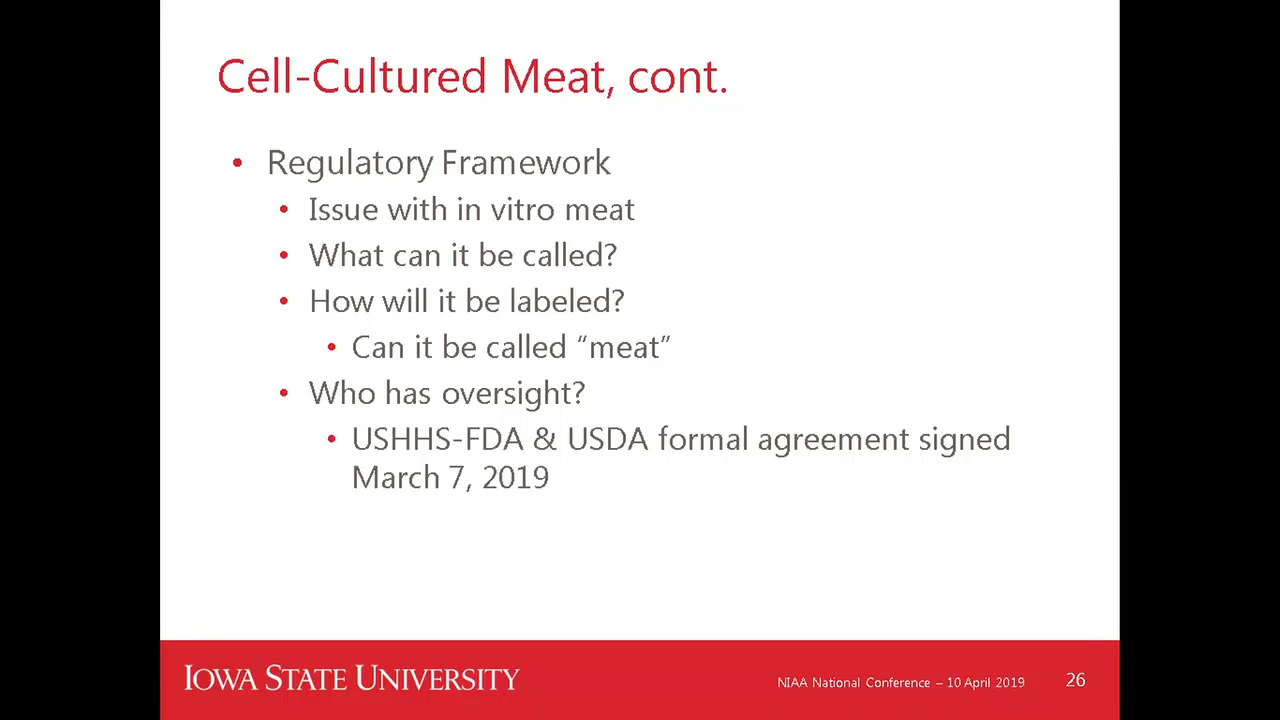 Cell-Cultured Meat, cont.
• Regulatory Framework
• Issue with in vitro meat
• What can it be called?
• How will it be labeled?
• Can it be called “meat”
• Who has oversight?
• USHHS-FDA & USDA formal agreement signed
March 7, 2019
IOWA STATE UNIVERSITY
NIAA National Conference – 10 April 2019
26